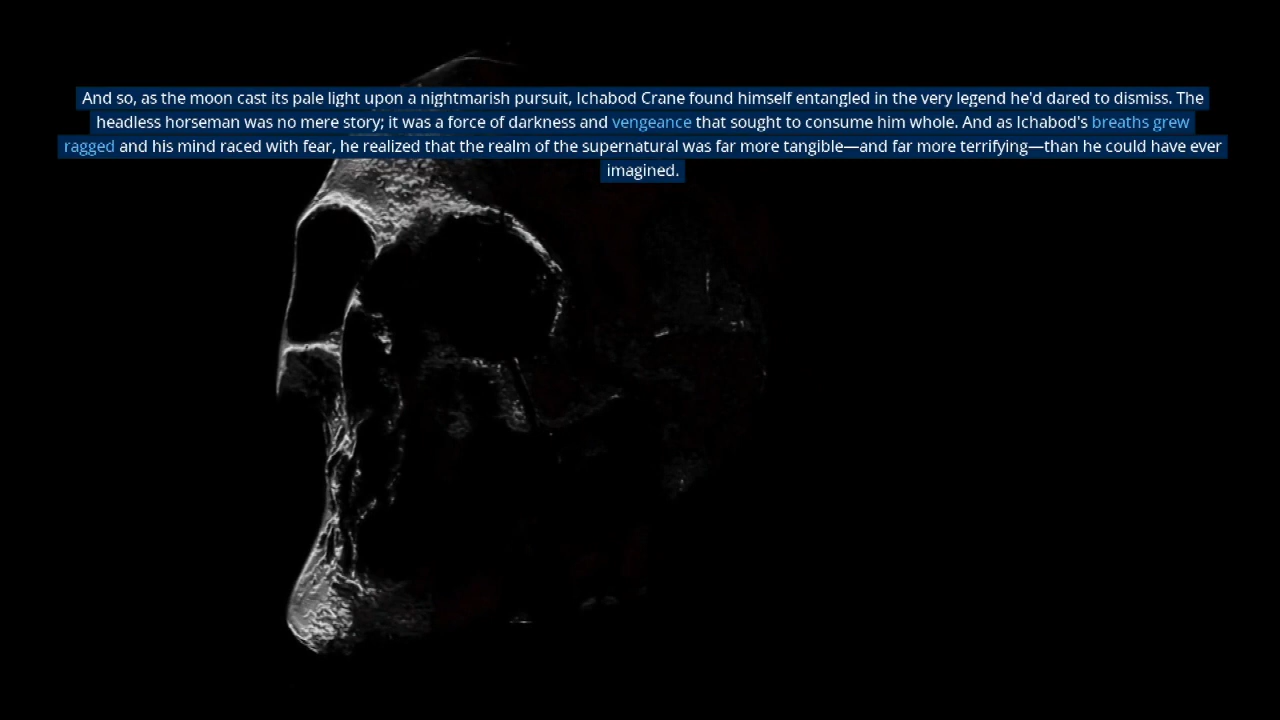 And so, as the moon cast its pale light upon a nightmarish pursuit, Ichabod Crane found himself entangled in the very legend he'd dared to dismiss. The
headless horseman was no mere story; it was a force of darkness and vengeance that sought to consume him whole. And as Ichabod's breaths grew
ragged and his mind raced with fear, he realized that the realm of the supernatural was far more tangible—and far more terrifying—than he could have ever
imagined.